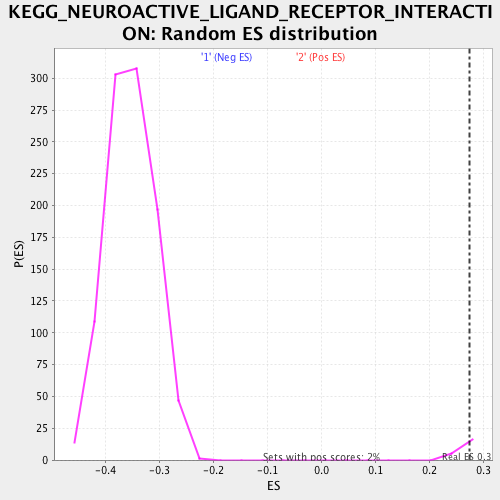 KEGG_NEUROACTIVE_LIGAND_RECEPTOR_INTERACTI
ON: Random ES distribution
'1' (Neg ES) '2' (Pos ES)
300
275
250
225
200
175
150
125
100
75
50
25
0
P(ES)
Sets with pos scores: 2%
Real ES 0,3
-0.4 -0.3 -0.2 -0.1 0.0 0.1 0.2 0.3
ES